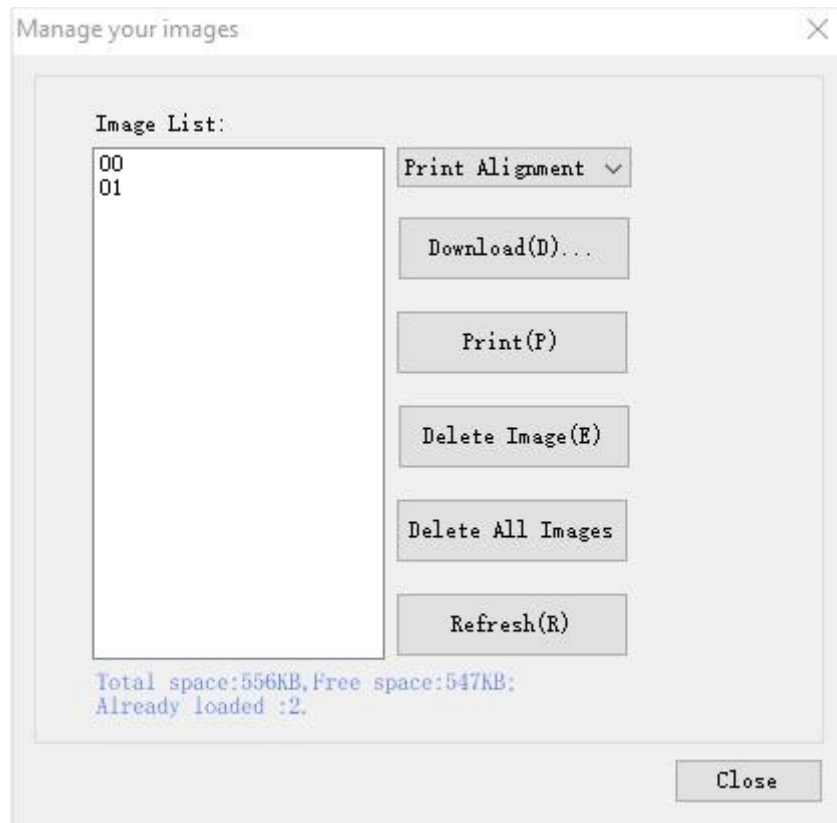 Manage your images
Image List:
00
01
Print Alignment
Download(D)...
Print(P)
Delete Image(E)
Delete All Images
Refresh(R)
Total space:556KB,Free space:547KB;
Already loaded :2.
Close